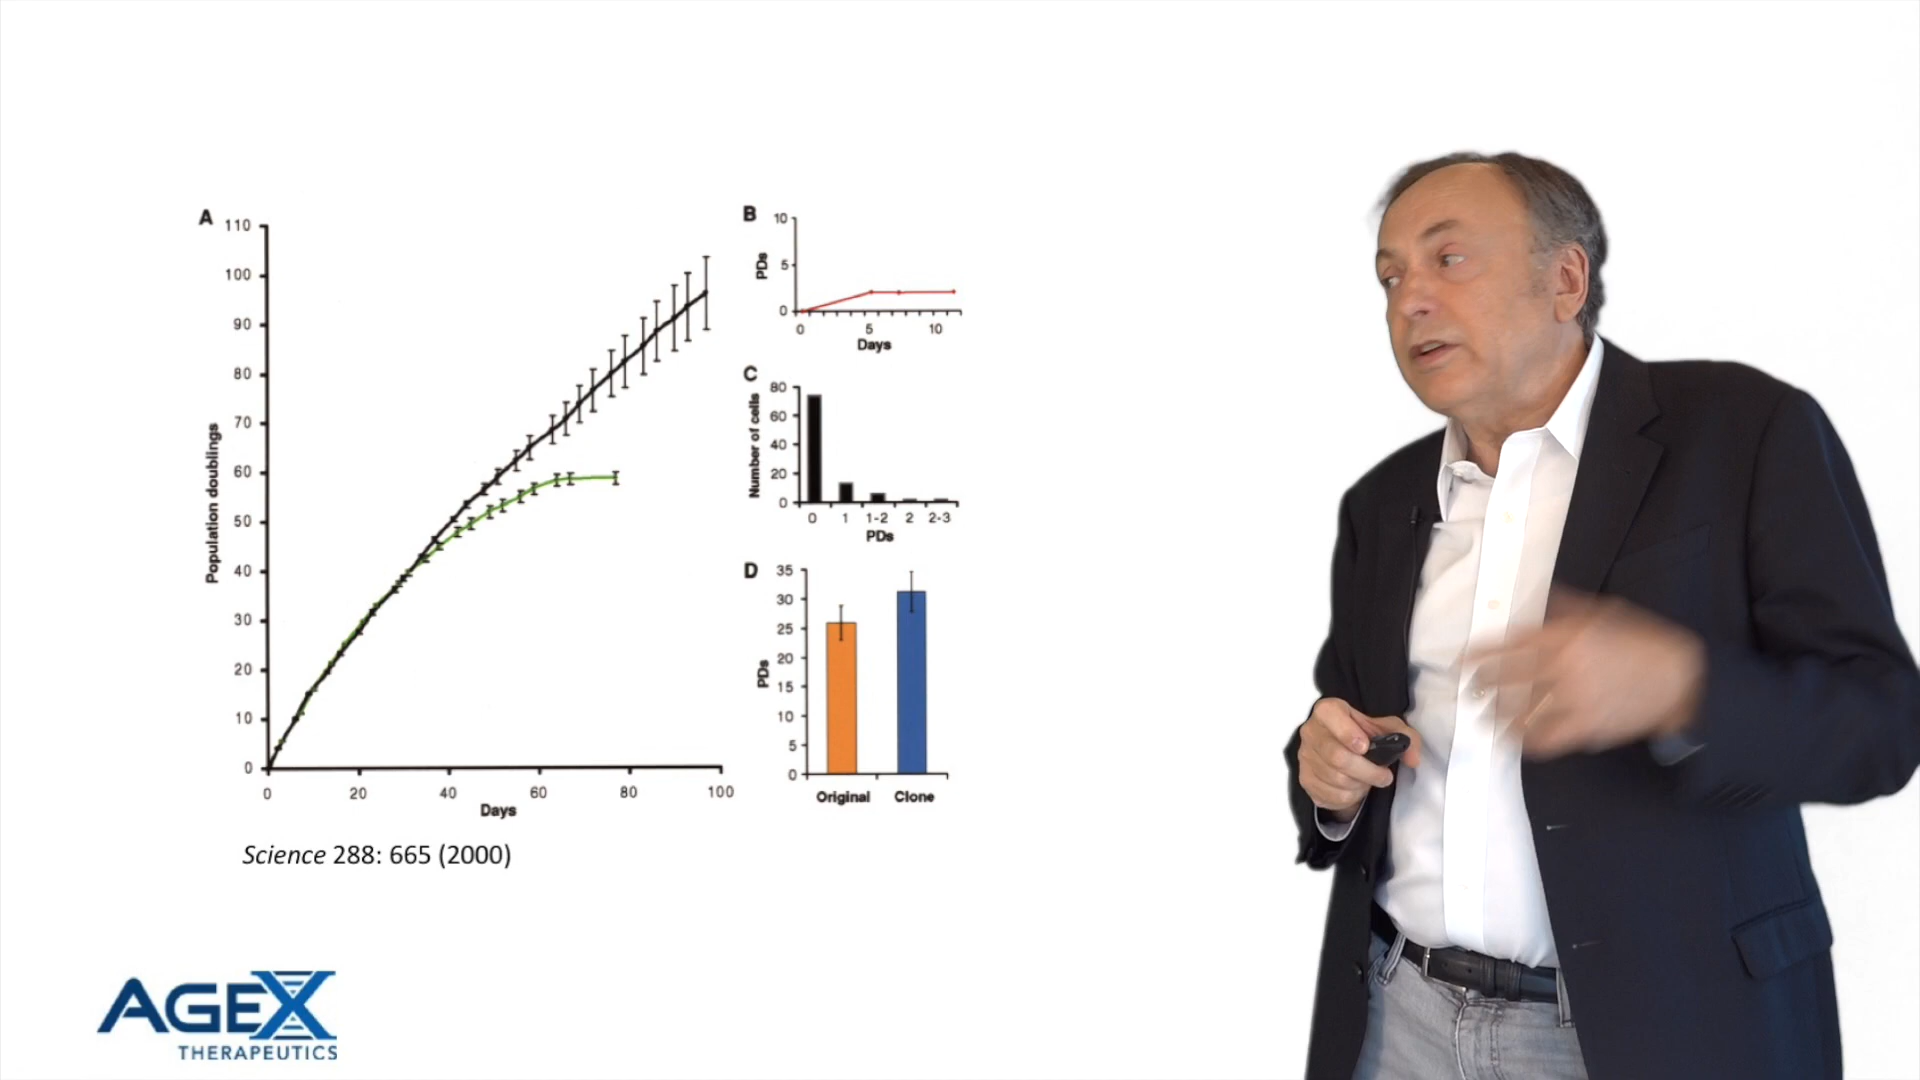 A
110
100
90
80
70
60
50
40
30
20
10
0
Population doublings
0 20 40 60 80 100
Days
B
10
5
0
PDs
0 5 10
Days
C
80
60
40
20
0
Number of cells
0 1 1-2 2 2-3
PDs
D
35
30
25
20
15
10
5
0
PDs
Original Clone
Science 288: 665 (2000)
AGEX
THERAPEUTICS